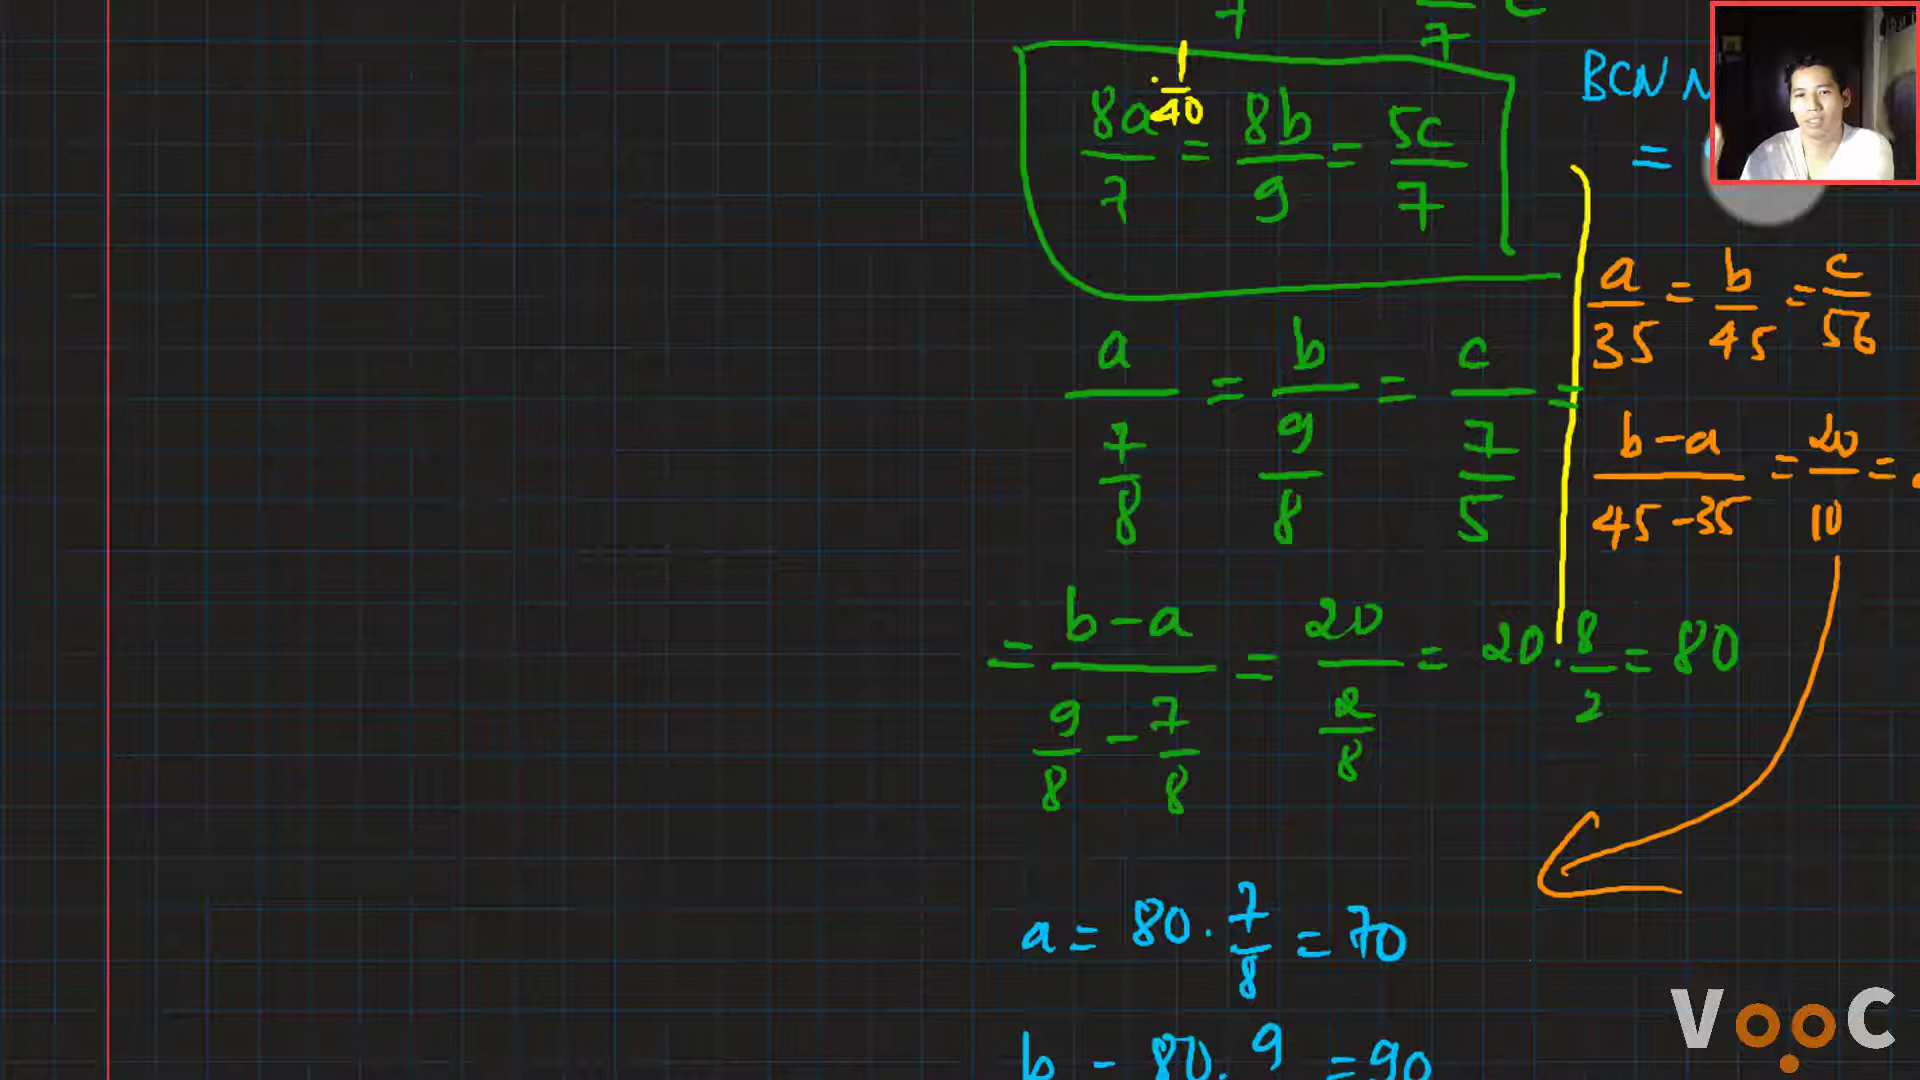 8a/7 · 1/40 = 8b/9 = 5c/7
BCN
=
a/35 = b/45 = c/56
a/(7/8) = b/(9/8) = c/(7/5) =
(b-a)/(45-35) = 20/10 =
= (b-a)/(9/8 - 7/8) = 20/(2/8) = 20 · 8/2 = 80
a = 80 · 7/8 = 70
b - 80 · 9 = 90
VooC